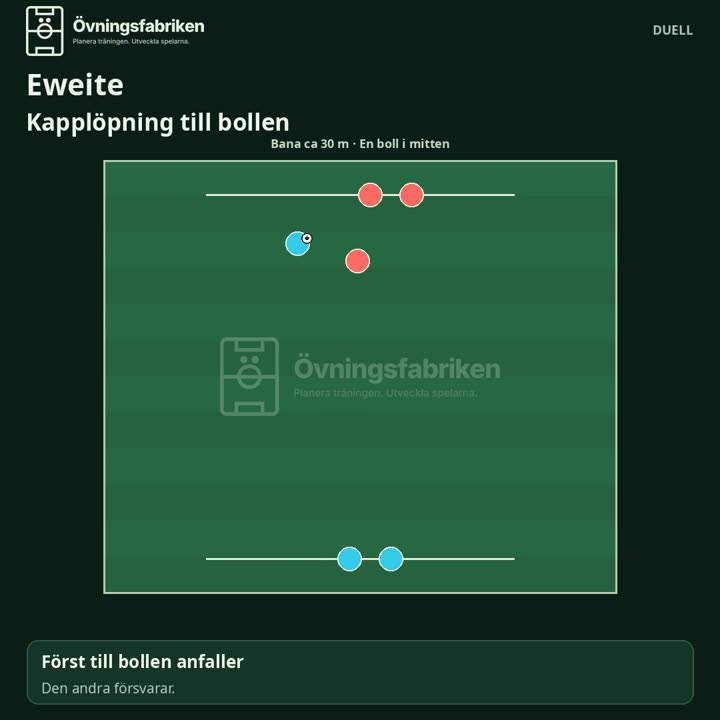 Övningsfabriken
Planera träningen. Utveckla spelarna.
DUELL
Eweite
Kapplöpning till bollen
Bana ca 30 m · En boll i mitten
Övningsfabriken
Planera träningen. Utveckla spelarna.
Först till bollen anfaller
Den andra försvarar.